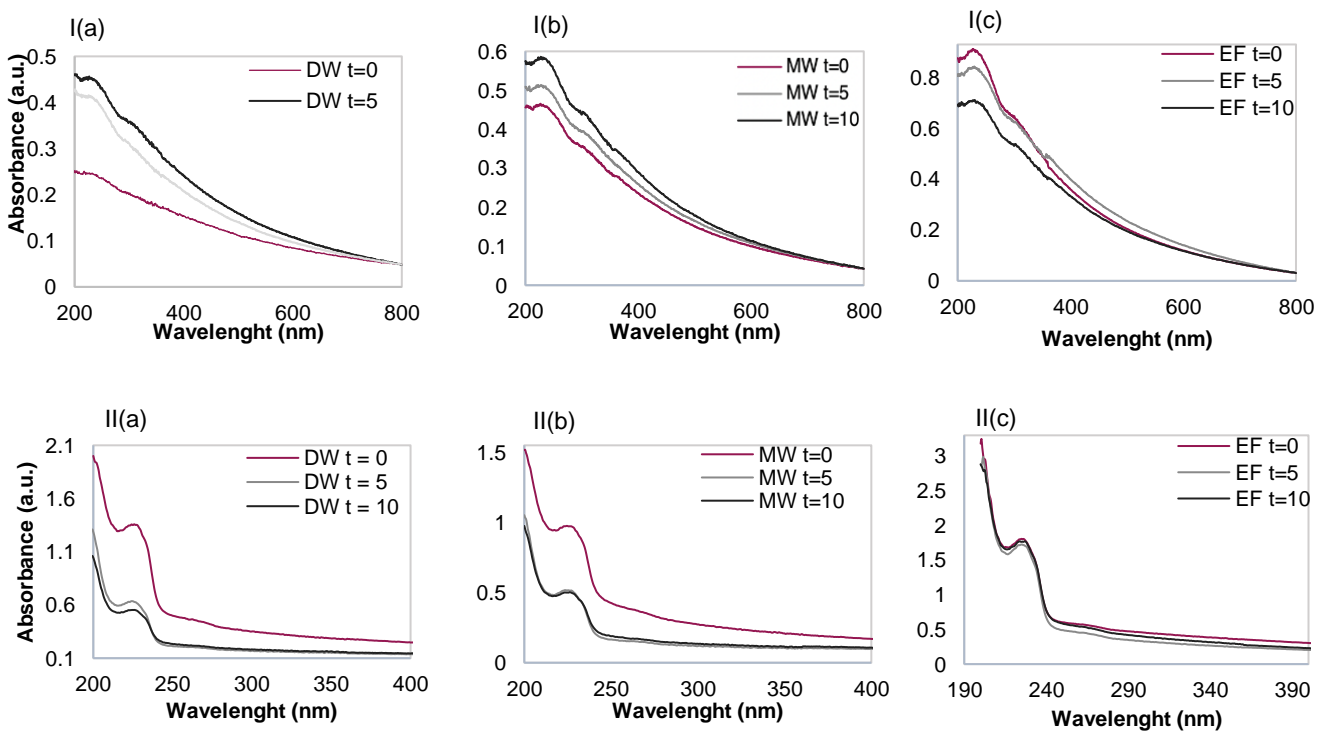 I(a)
0.5
0.4
0.3
0.2
0.1
0
Absorbance (a.u.)
DW t=0
DW t=5
200 400 600 800
Wavelenght (nm)
I(b)
0.6
0.5
0.4
0.3
0.2
0.1
0
MW t=0
MW t=5
MW t=10
200 400 600 800
Wavelenght (nm)
I(c)
0.8
0.6
0.4
0.2
0
EF t=0
EF t=5
EF t=10
200 400 600 800
Wavelenght (nm)
II(a)
2.1
1.6
1.1
0.6
0.1
Absorbance (a.u.)
DW t = 0
DW t = 5
DW t = 10
200 250 300 350 400
Wavelenght (nm)
II(b)
1.5
1
0.5
0
MW t=0
MW t=5
MW t=10
200 250 300 350 400
Wavelenght (nm)
II(c)
3
2.5
2
1.5
1
0.5
0
EF t=0
EF t=5
EF t=10
190 240 290 340 390
Wavelenght (nm)